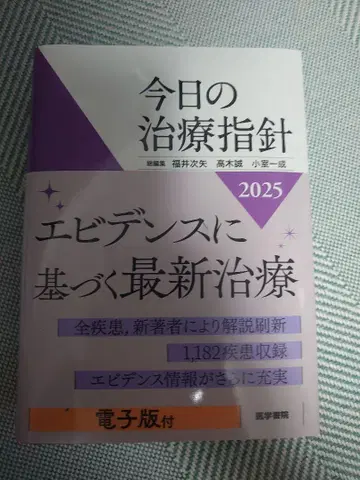 今日の
治療指針
総編集 福井次矢 高木誠 小室一成
2025
エビデンスに
基づく最新治療
全疾患，新著者により解説刷新
1,182疾患収録
エビデンス情報がさらに充実
電子版付
医学書院